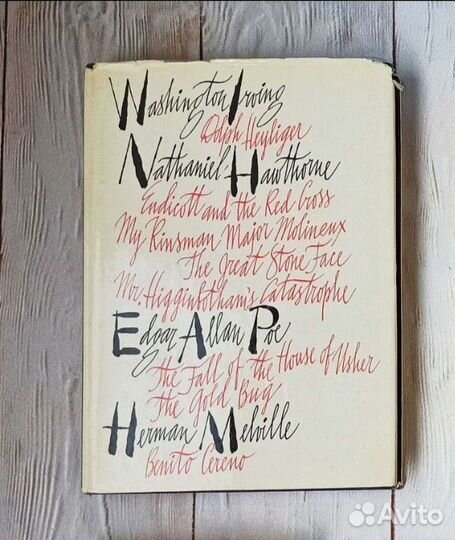 Washington Irving
Dolph Heyliger
Nathaniel Hawthorne
Endicott and the Red Cross
My Kinsman Major Molineux
The Great Stone Face
Mr. Higginbotham's Catastrophe
Edgar Allan Poe
The Fall of the House of Usher
The Gold Bug
Herman Melville
Benito Cereno
Avito